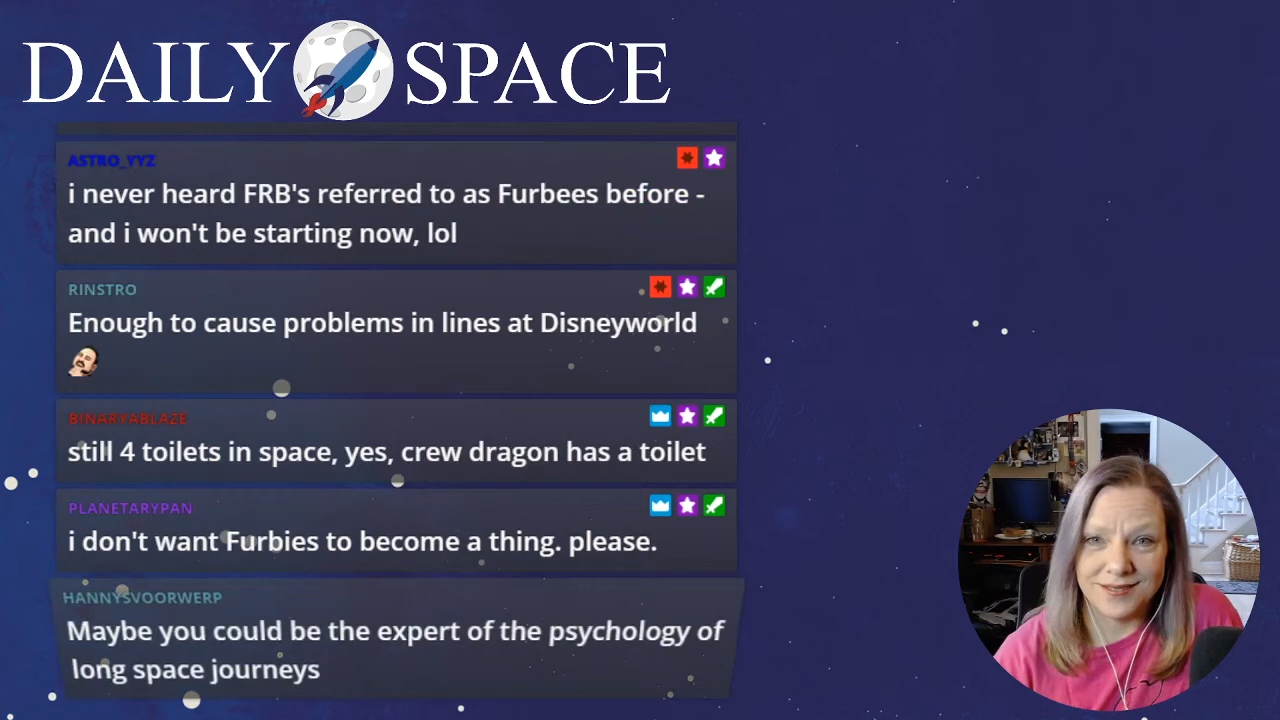 DAILY SPACE
ASTRO_YYZ
i never heard FRB's referred to as Furbees before -
and i won't be starting now, lol
RINSTRO
Enough to cause problems in lines at Disneyworld
BINARYABLAZE
still 4 toilets in space, yes, crew dragon has a toilet
PLANETARYPAN
i don't want Furbies to become a thing. please.
HANNYSVOORWERP
Maybe you could be the expert of the psychology of
long space journeys